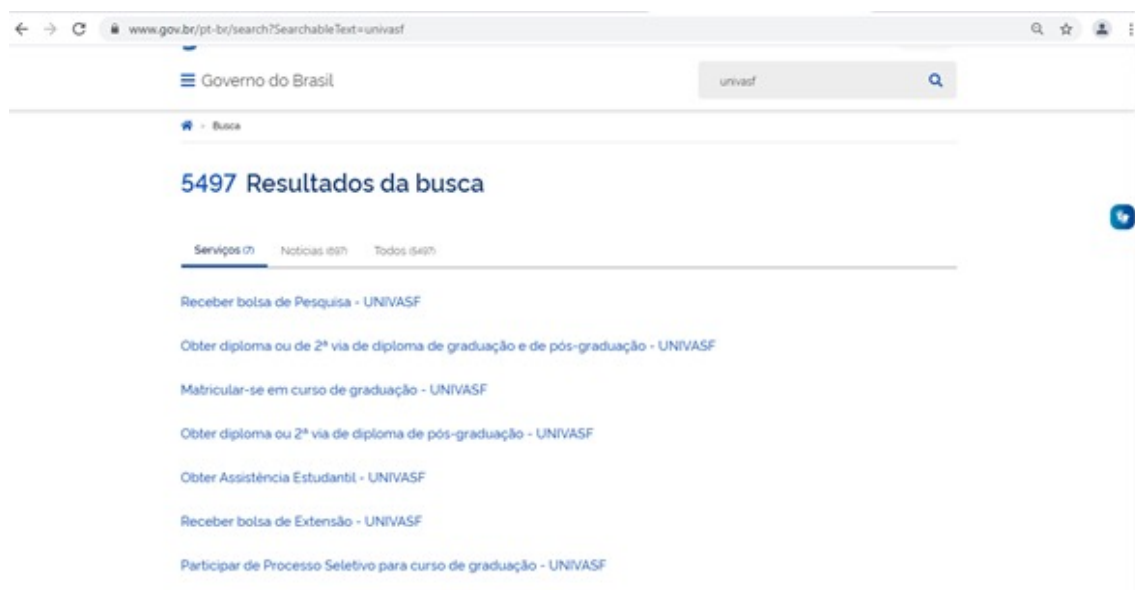 www.gov.br/pt-br/search?SearchableText=univasf
Governo do Brasil
univasf
Busca
5497 Resultados da busca
Serviços (7) Notícias (697) Todos (5497)
Receber bolsa de Pesquisa - UNIVASF
Obter diploma ou de 2ª via de diploma de graduação e de pós-graduação - UNIVASF
Matricular-se em curso de graduação - UNIVASF
Obter diploma ou 2ª via de diploma de pós-graduação - UNIVASF
Obter Assistência Estudantil - UNIVASF
Receber bolsa de Extensão - UNIVASF
Participar de Processo Seletivo para curso de graduação - UNIVASF